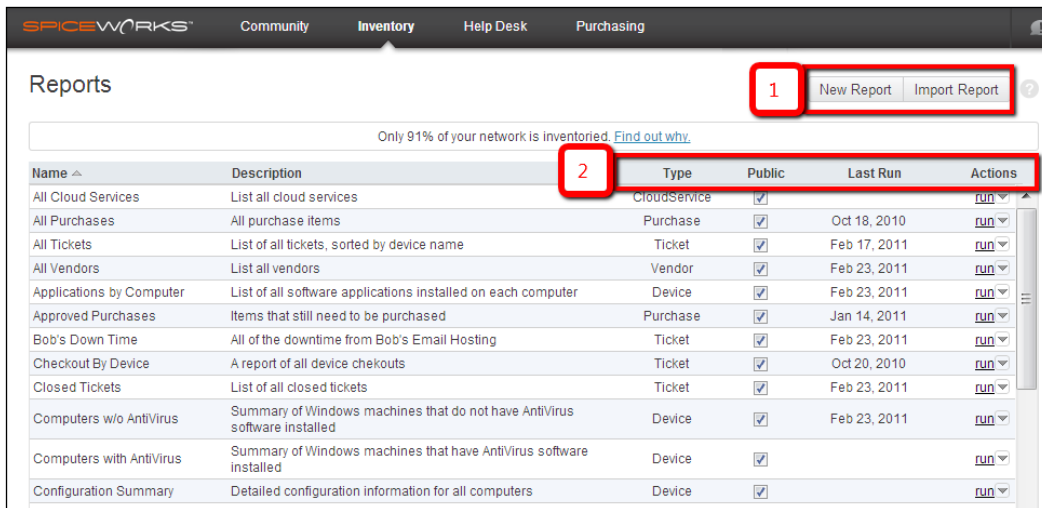 SPICEWORKS Community Inventory Help Desk Purchasing
Reports
1 New Report Import Report ?
Only 91% of your network is inventoried. Find out why.
2
Name Description Type Public Last Run Actions
All Cloud Services List all cloud services CloudService run
All Purchases All purchase items Purchase Oct 18, 2010 run
All Tickets List of all tickets, sorted by device name Ticket Feb 17, 2011 run
All Vendors List all vendors Vendor Feb 23, 2011 run
Applications by Computer List of all software applications installed on each computer Device Feb 23, 2011 run
Approved Purchases Items that still need to be purchased Purchase Jan 14, 2011 run
Bob's Down Time All of the downtime from Bob's Email Hosting Ticket Feb 23, 2011 run
Checkout By Device A report of all device chekouts Ticket Oct 20, 2010 run
Closed Tickets List of all closed tickets Ticket Feb 23, 2011 run
Computers w/o AntiVirus Summary of Windows machines that do not have AntiVirus
software installed Device Feb 23, 2011 run
Computers with AntiVirus Summary of Windows machines that have AntiVirus software
installed Device run
Configuration Summary Detailed configuration information for all computers Device run